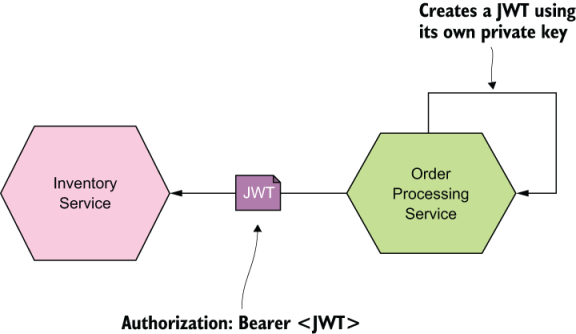 Creates a JWT using
its own private key
Inventory
Service
JWT
Order
Processing
Service
Authorization: Bearer <JWT>